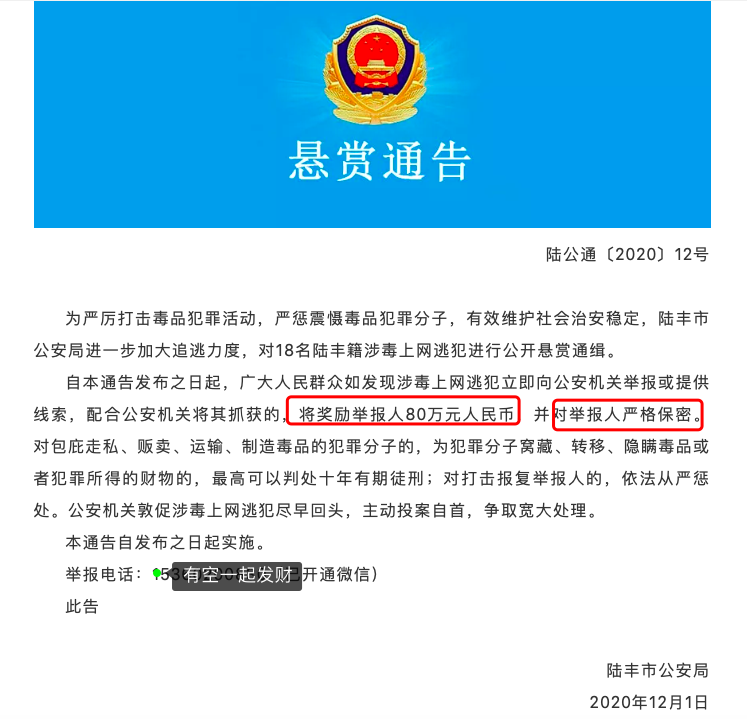 悬赏通告
陆公通〔2020〕12号
为严厉打击毒品犯罪活动，严惩震慑毒品犯罪分子，有效维护社会治安稳定，陆丰市
公安局进一步加大追逃力度，对18名陆丰籍涉毒上网逃犯进行公开悬赏通缉。
自本通告发布之日起，广大人民群众如发现涉毒上网逃犯立即向公安机关举报或提供
线索，配合公安机关将其抓获的，将奖励举报人80万元人民币 并对举报人严格保密。
对包庇走私、贩卖、运输、制造毒品的犯罪分子的，为犯罪分子窝藏、转移、隐瞒毒品或
者犯罪所得的财物的，最高可以判处十年有期徒刑；对打击报复举报人的，依法从严惩
处。公安机关敦促涉毒上网逃犯尽早回头，主动投案自首，争取宽大处理。
本通告自发布之日起实施。
举报电话： 有空一起发财 开通微信）
此告
陆丰市公安局
2020年12月1日